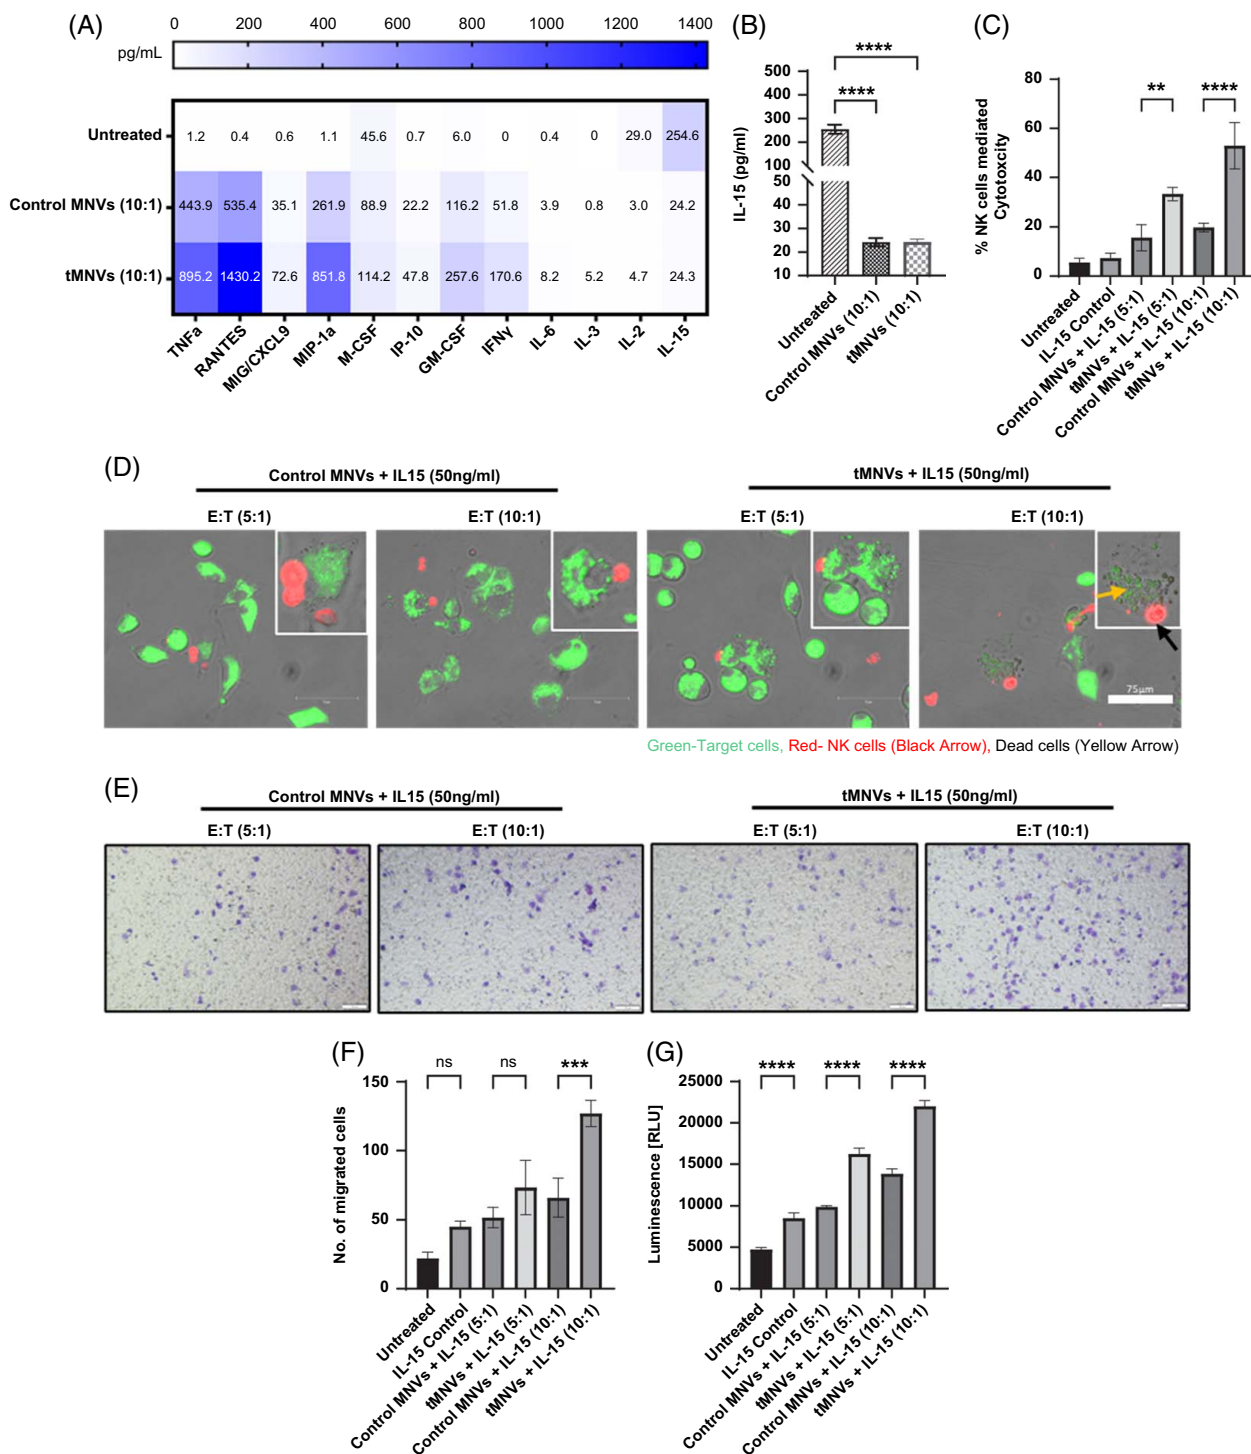 (A)
0 200 400 600 800 1000 1200 1400
pg/mL
Untreated 1.2 0.4 0.6 1.1 45.6 0.7 6.0 0 0.4 0 29.0 254.6
Control MNVs (10:1) 443.9 535.4 35.1 261.9 88.9 22.2 116.2 51.8 3.9 0.8 3.0 24.2
tMNVs (10:1) 895.2 1430.2 72.6 851.8 114.2 47.8 257.6 170.6 8.2 5.2 4.7 24.3
TNFa RANTES MIG/CXCL9 MIP-1a M-CSF IP-10 GM-CSF IFNγ IL-6 IL-3 IL-2 IL-15
(B)
****
****
IL-15 (pg/ml)
500
400
300
200
100
50
40
30
20
10
Untreated
Control MNVs (10:1)
tMNVs (10:1)
(C)
** ****
% NK cells mediated
Cytotoxcity
80
60
40
20
0
Untreated
IL-15 Control
Control MNVs + IL-15 (5:1)
tMNVs + IL-15 (5:1)
Control MNVs + IL-15 (10:1)
tMNVs + IL-15 (10:1)
(D)
Control MNVs + IL15 (50ng/ml) tMNVs + IL15 (50ng/ml)
E:T (5:1) E:T (10:1) E:T (5:1) E:T (10:1)
75μm
Green-Target cells, Red- NK cells (Black Arrow), Dead cells (Yellow Arrow)
(E)
Control MNVs + IL15 (50ng/ml) tMNVs + IL15 (50ng/ml)
E:T (5:1) E:T (10:1) E:T (5:1) E:T (10:1)
(F)
ns ns ***
No. of migrated cells
150
100
50
0
Untreated
IL-15 Control
Control MNVs + IL-15 (5:1)
tMNVs + IL-15 (5:1)
Control MNVs + IL-15 (10:1)
tMNVs + IL-15 (10:1)
(G)
**** **** ****
Luminescence [RLU]
25000
20000
15000
10000
5000
0
Untreated
IL-15 Control
Control MNVs + IL-15 (5:1)
tMNVs + IL-15 (5:1)
Control MNVs + IL-15 (10:1)
tMNVs + IL-15 (10:1)